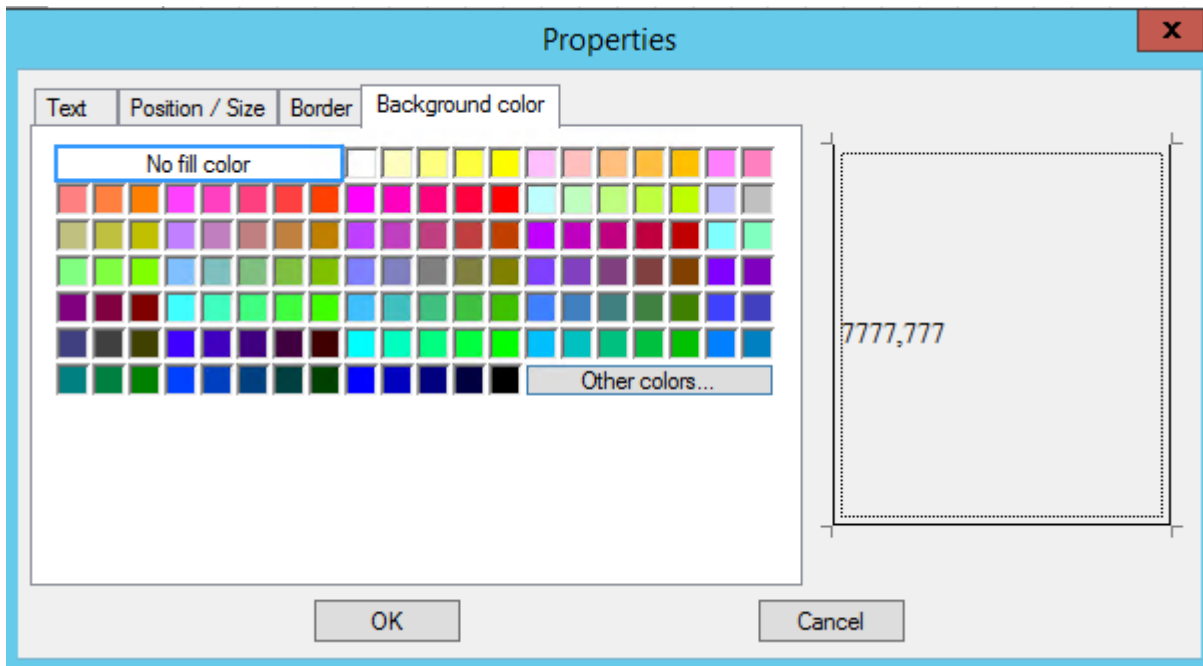 Properties
x
Text Position / Size Border Background color
No fill color
7777,777
Other colors...
OK Cancel